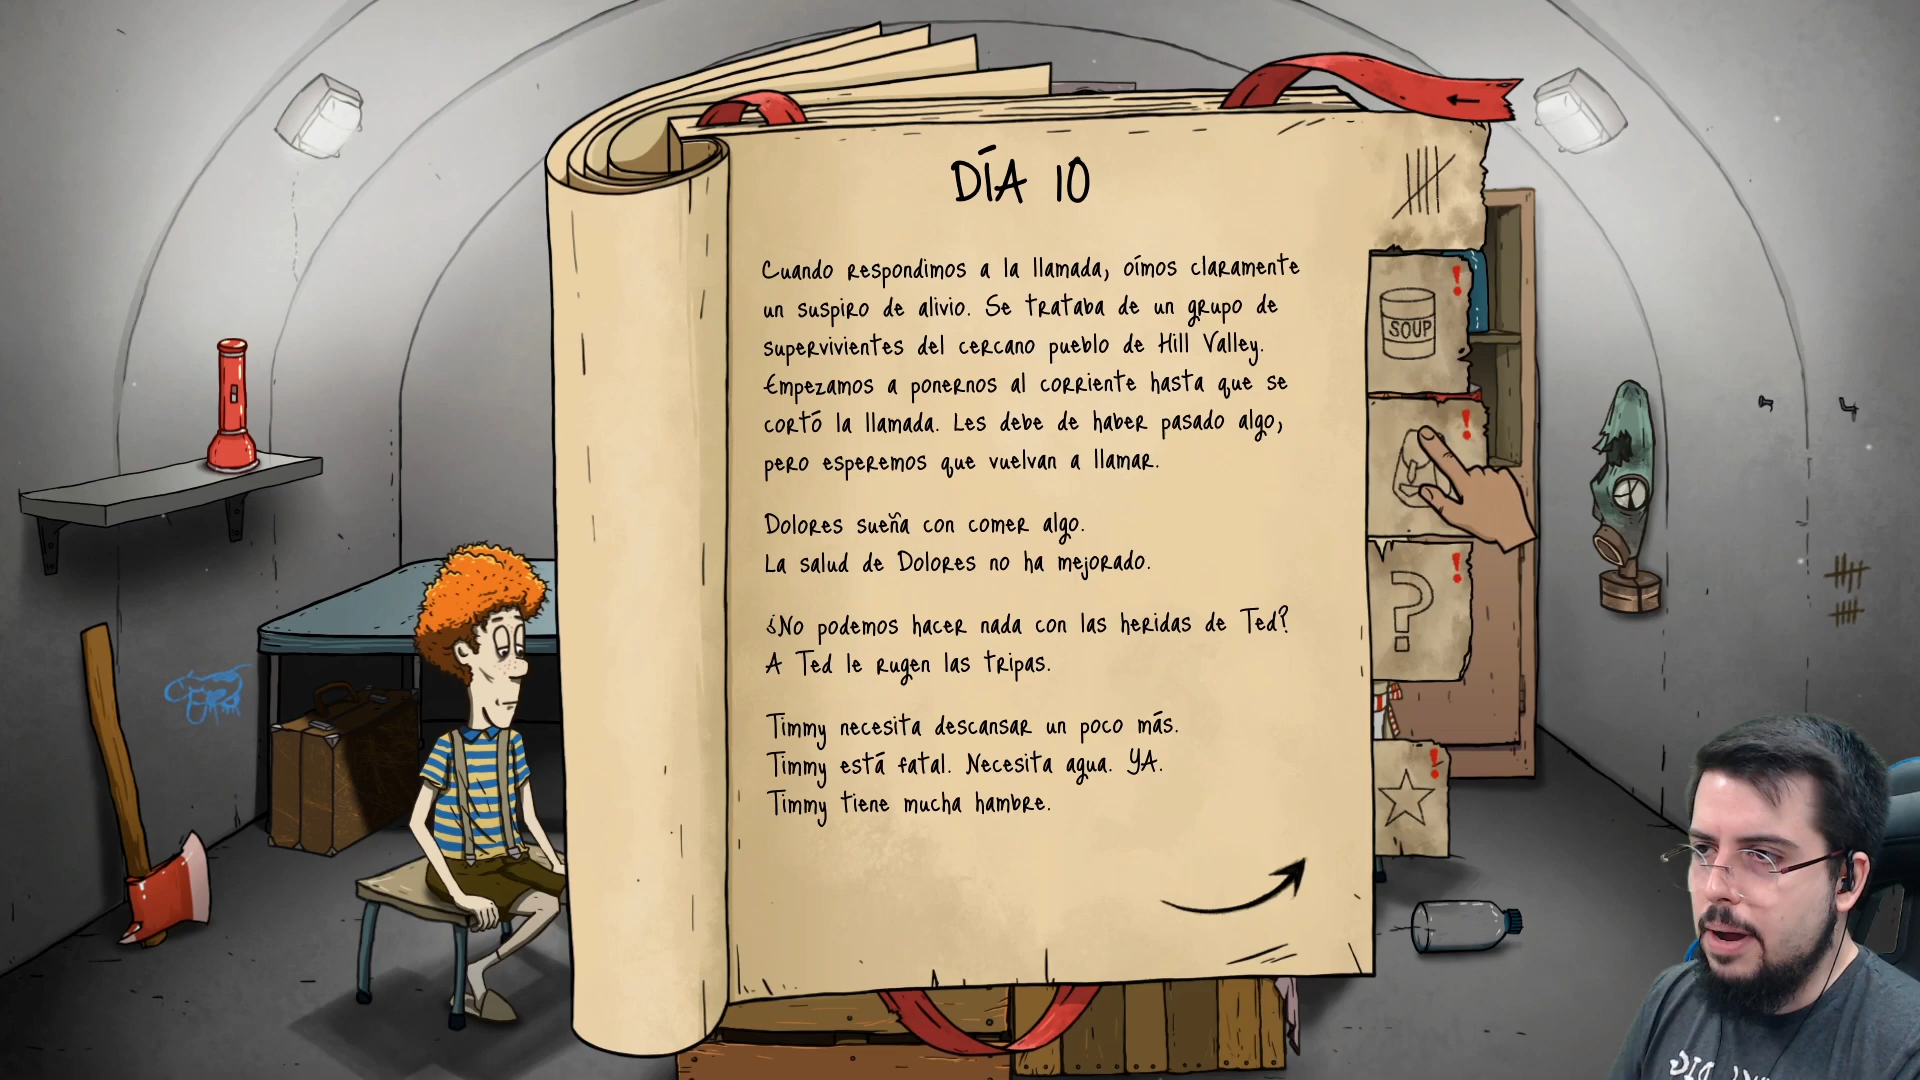 DÍA 10
Cuando respondimos a la llamada, oímos claramente
un suspiro de alivio. Se trataba de un grupo de
supervivientes del cercano pueblo de Hill Valley.
Empezamos a ponernos al corriente hasta que se
cortó la llamada. Les debe de haber pasado algo,
pero esperemos que vuelvan a llamar.
Dolores sueña con comer algo.
La salud de Dolores no ha mejorado.
¿No podemos hacer nada con las heridas de Ted?
A Ted le rugen las tripas.
Timmy necesita descansar un poco más.
Timmy está fatal. Necesita agua. YA.
Timmy tiene mucha hambre.
!
SOUP
!
!
?
!